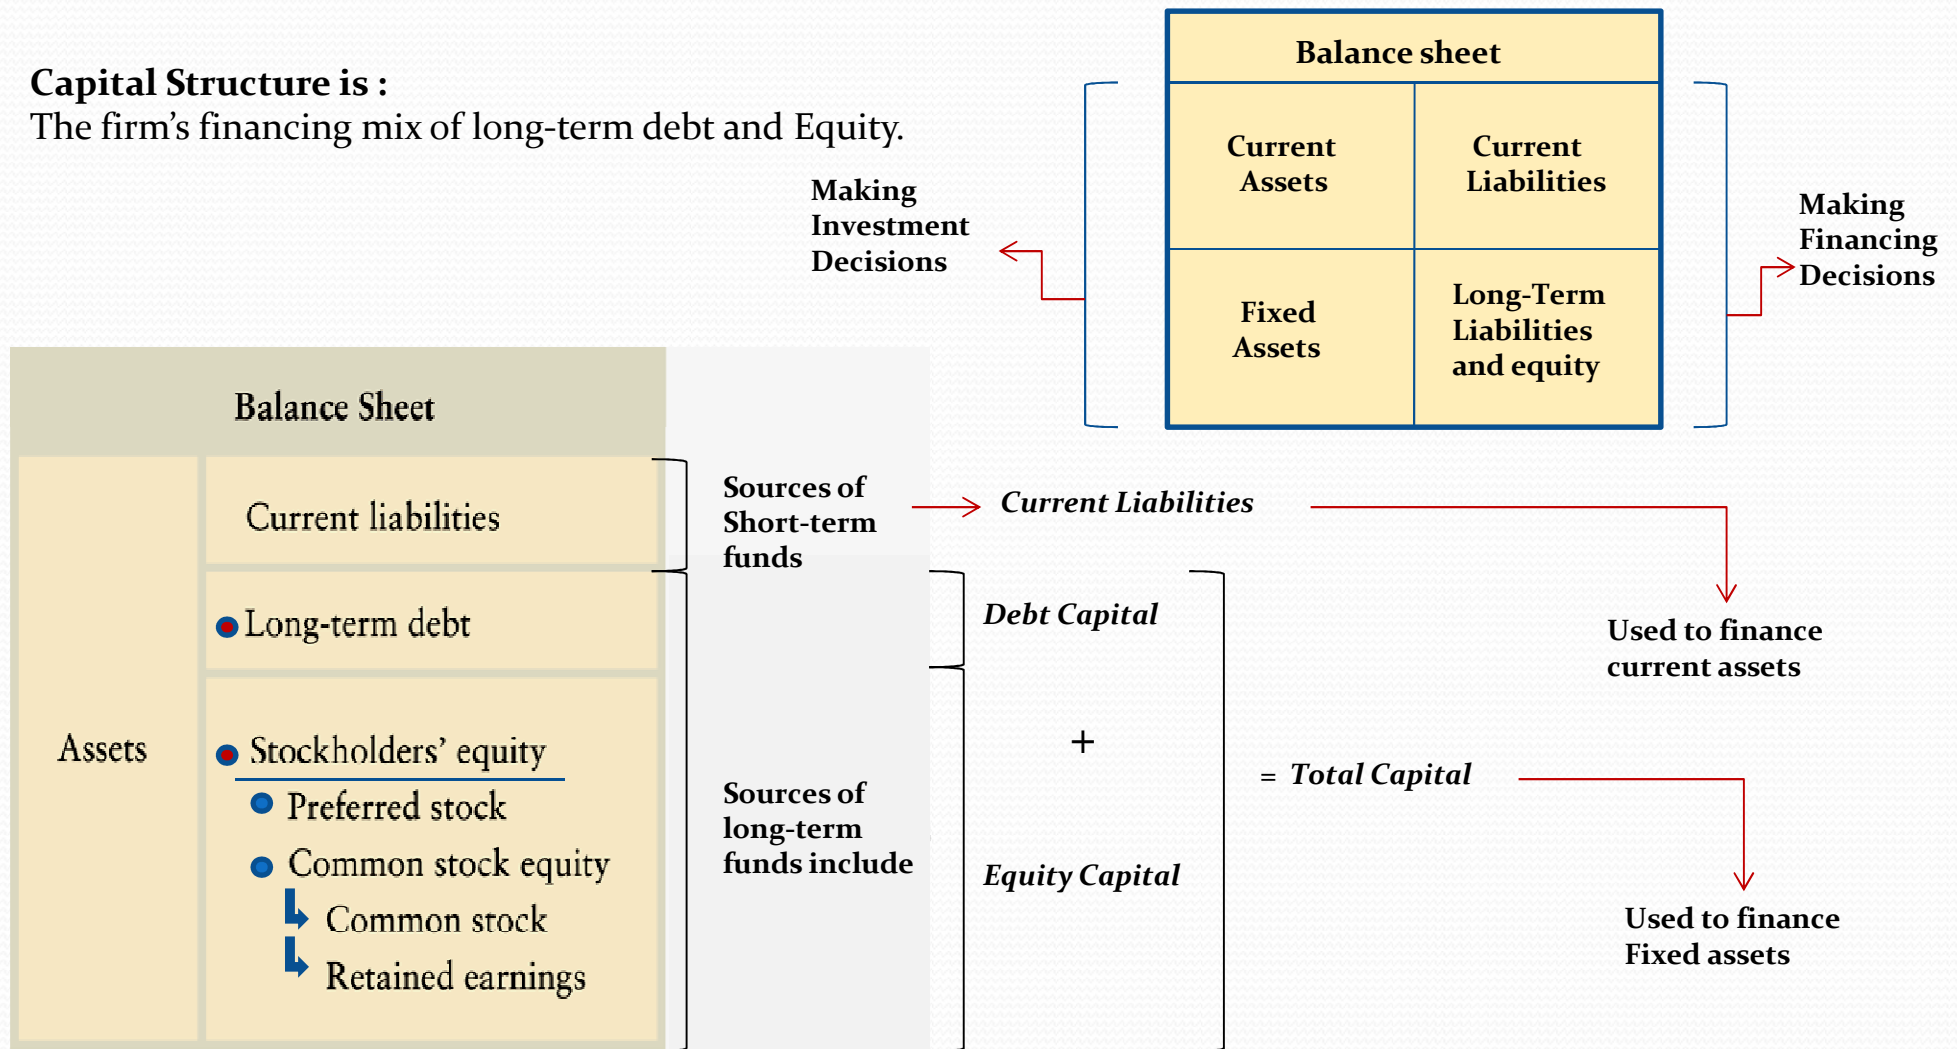 Capital Structure is :
The firm's financing mix of long-term debt and Equity.
Balance sheet
Current
Assets
Current
Liabilities
Fixed
Assets
Long-Term
Liabilities
and equity
Making
Investment
Decisions
Making
Financing
Decisions
Balance Sheet
Assets
Current liabilities
Long-term debt
Stockholders' equity
Preferred stock
Common stock equity
Common stock
Retained earnings
Sources of
Short-term
funds
Sources of
long-term
funds include
Current Liabilities
Debt Capital
+
Equity Capital
= Total Capital
Used to finance
current assets
Used to finance
Fixed assets